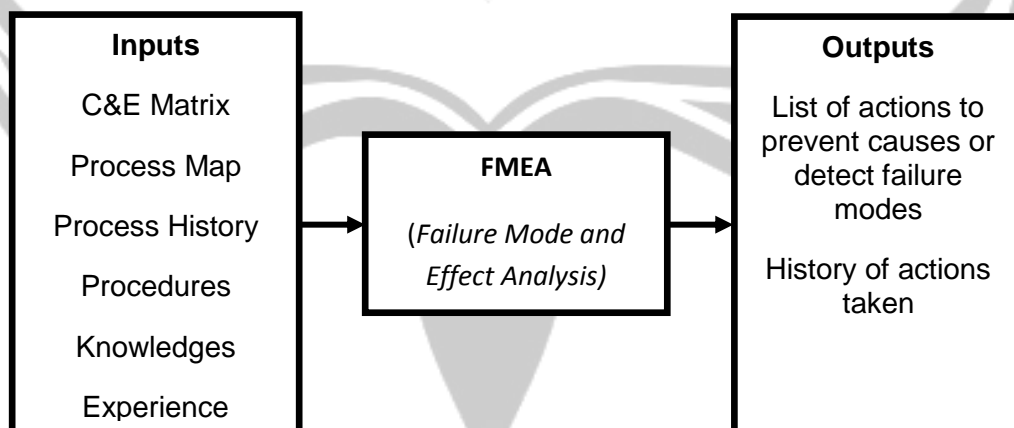 Inputs
C&E Matrix
Process Map
Process History
Procedures
Knowledges
Experience
FMEA
(Failure Mode and
Effect Analysis)
Outputs
List of actions to
prevent causes or
detect failure
modes
History of actions
taken